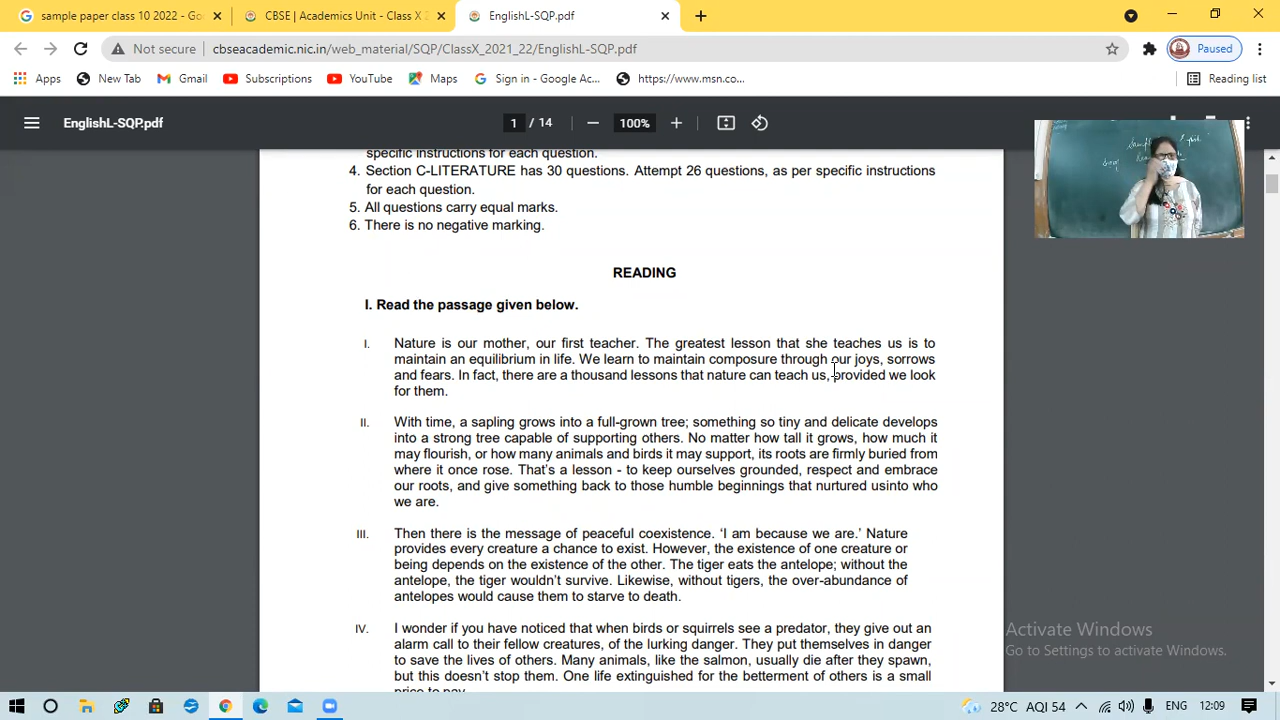 sample paper class 10 2022 - Go
CBSE | Academics Unit - Class X
EnglishL-SQP.pdf
Not secure
cbseacademic.nic.in/web_material/SQP/ClassX_2021_22/EnglishL-SQP.pdf
Paused
Apps
New Tab
Gmail
Subscriptions
YouTube
Maps
Sign in - Google Ac...
https://www.msn.co...
Reading list
EnglishL-SQP.pdf
1 / 14
100%
specific instructions for each question.
4. Section C-LITERATURE has 30 questions. Attempt 26 questions, as per specific instructions
for each question.
5. All questions carry equal marks.
6. There is no negative marking.
READING
I. Read the passage given below.
I. Nature is our mother, our first teacher. The greatest lesson that she teaches us is to
maintain an equilibrium in life. We learn to maintain composure through our joys, sorrows
and fears. In fact, there are a thousand lessons that nature can teach us, provided we look
for them.
II. With time, a sapling grows into a full-grown tree; something so tiny and delicate develops
into a strong tree capable of supporting others. No matter how tall it grows, how much it
may flourish, or how many animals and birds it may support, its roots are firmly buried from
where it once rose. That's a lesson - to keep ourselves grounded, respect and embrace
our roots, and give something back to those humble beginnings that nurtured usinto who
we are.
III. Then there is the message of peaceful coexistence. 'I am because we are.' Nature
provides every creature a chance to exist. However, the existence of one creature or
being depends on the existence of the other. The tiger eats the antelope; without the
antelope, the tiger wouldn't survive. Likewise, without tigers, the over-abundance of
antelopes would cause them to starve to death.
IV. I wonder if you have noticed that when birds or squirrels see a predator, they give out an
alarm call to their fellow creatures, of the lurking danger. They put themselves in danger
to save the lives of others. Many animals, like the salmon, usually die after they spawn,
but this doesn't stop them. One life extinguished for the betterment of others is a small
price to pay.
Activate Windows
Go to Settings to activate Windows.
28°C AQI 54
ENG
12:09